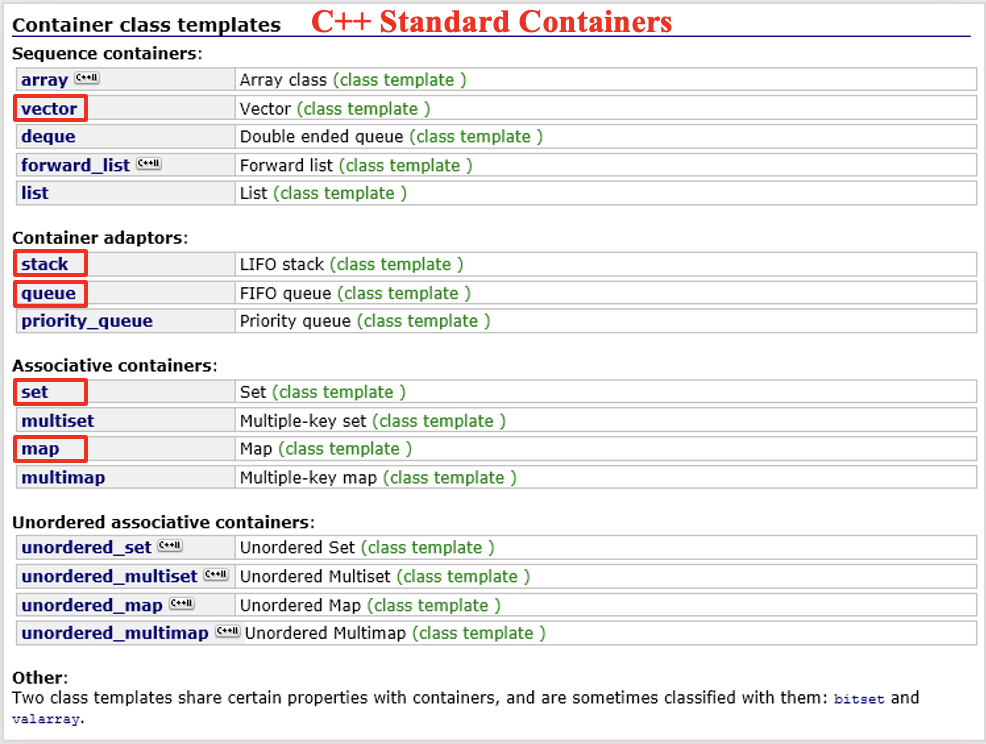 Container class templates C++ Standard Containers
Sequence containers:
array C++11 Array class (class template )
vector Vector (class template )
deque Double ended queue (class template )
forward_list C++11 Forward list (class template )
list List (class template )
Container adaptors:
stack LIFO stack (class template )
queue FIFO queue (class template )
priority_queue Priority queue (class template )
Associative containers:
set Set (class template )
multiset Multiple-key set (class template )
map Map (class template )
multimap Multiple-key map (class template )
Unordered associative containers:
unordered_set C++11 Unordered Set (class template )
unordered_multiset C++11 Unordered Multiset (class template )
unordered_map C++11 Unordered Map (class template )
unordered_multimap C++11 Unordered Multimap (class template )
Other:
Two class templates share certain properties with containers, and are sometimes classified with them: bitset and
valarray.